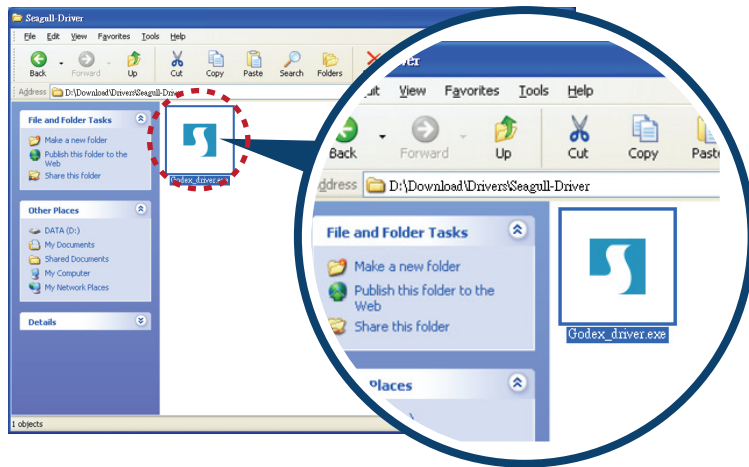 Seagull-Driver
File Edit View Favorites Tools Help
Back Forward Up Cut Copy Paste Search Folders
Address D:\Download\Drivers\Seagull-Driver
File and Folder Tasks
Make a new folder
Publish this folder to the
Web
Share this folder
Other Places
DATA (D:)
My Documents
Shared Documents
My Computer
My Network Places
Details
Godex_driver.exe
1 objects
View Favorites Tools Help
Back Forward Up Cut Copy
D:\Download\Drivers\Seagull-Driver
File and Folder Tasks
Make a new folder
Publish this folder to the
Web
Share this folder
Places
Godex_driver.exe